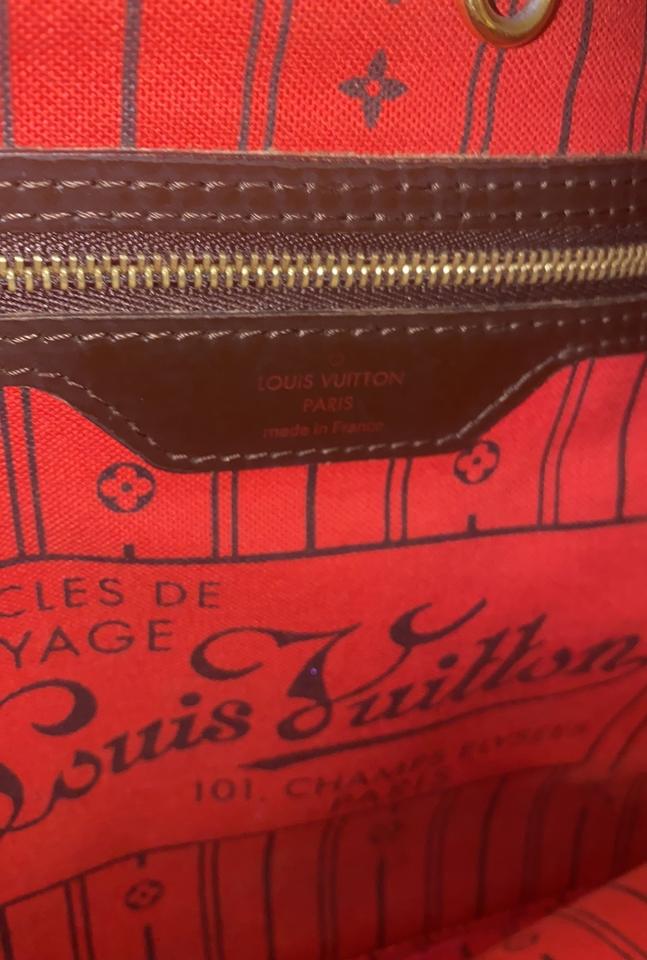 LOUIS VUITTON
PARIS
made in France
CLES DE
YAGE
Louis Vuitton
101, CHAMPS ELYSEES
PARIS